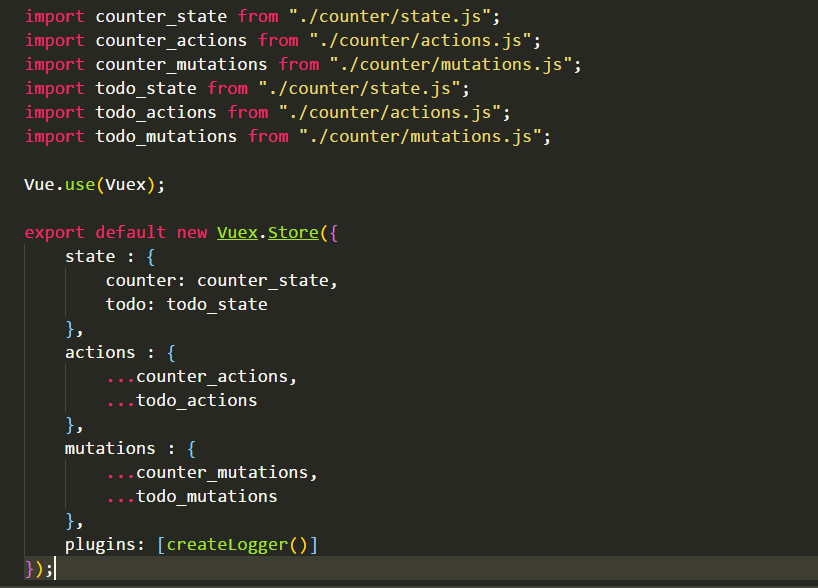 import counter_state from "./counter/state.js";
import counter_actions from "./counter/actions.js";
import counter_mutations from "./counter/mutations.js";
import todo_state from "./counter/state.js";
import todo_actions from "./counter/actions.js";
import todo_mutations from "./counter/mutations.js";

Vue.use(Vuex);

export default new Vuex.Store({
    state : {
        counter: counter_state,
        todo: todo_state
    },
    actions : {
        ...counter_actions,
        ...todo_actions
    },
    mutations : {
        ...counter_mutations,
        ...todo_mutations
    },
    plugins: [createLogger()]
});